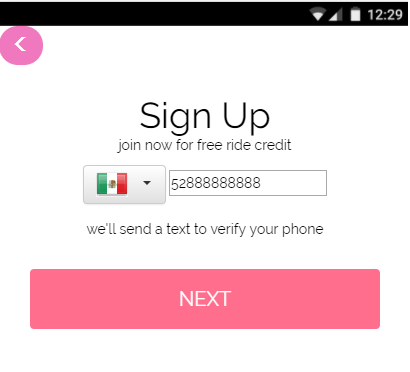 12:29
Sign Up
join now for free ride credit
52888888888
we'll send a text to verify your phone
NEXT